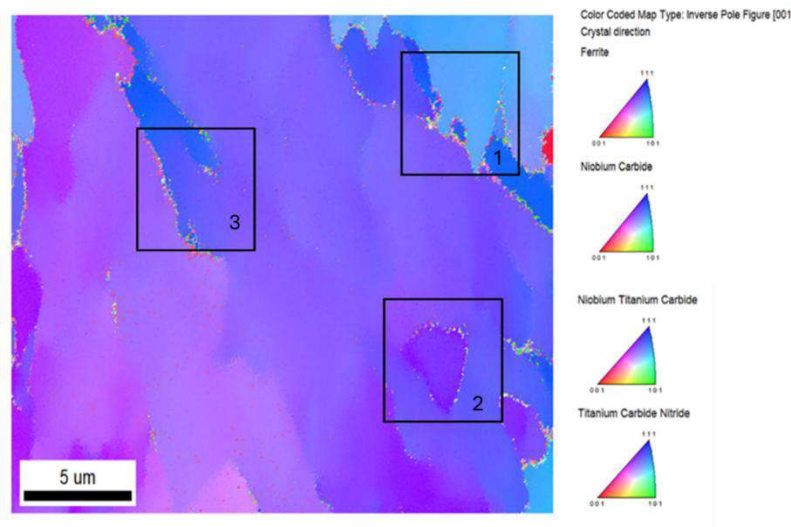 Color Coded Map Type: Inverse Pole Figure [001
Crystal direction
Ferrite
111
001 101
Niobium Carbide
111
001 101
Niobium Titanium Carbide
111
001 101
Titanium Carbide Nitride
111
001 101
1
3
2
5 um